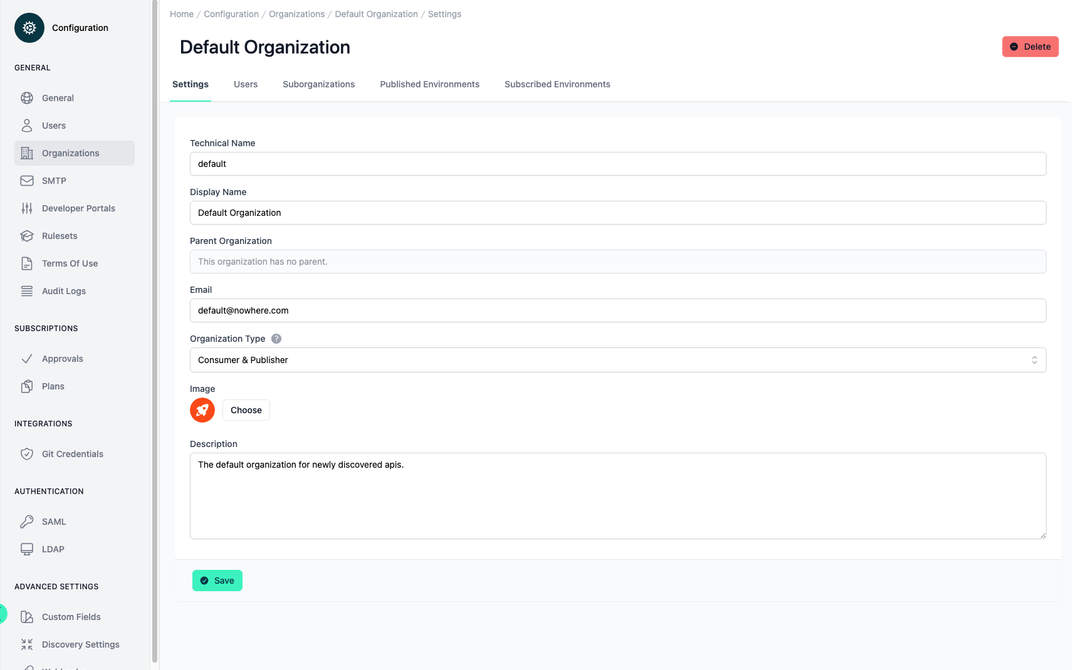 Configuration
GENERAL
General
Users
Organizations
SMTP
Developer Portals
Rulesets
Terms Of Use
Audit Logs
SUBSCRIPTIONS
Approvals
Plans
INTEGRATIONS
Git Credentials
AUTHENTICATION
SAML
LDAP
ADVANCED SETTINGS
Custom Fields
Discovery Settings
Home / Configuration / Organizations / Default Organization / Settings
Default Organization
Delete
Settings Users Suborganizations Published Environments Subscribed Environments
Technical Name
default
Display Name
Default Organization
Parent Organization
This organization has no parent.
Email
default@nowhere.com
Organization Type ?
Consumer & Publisher
Image
Choose
Description
The default organization for newly discovered apis.
Save